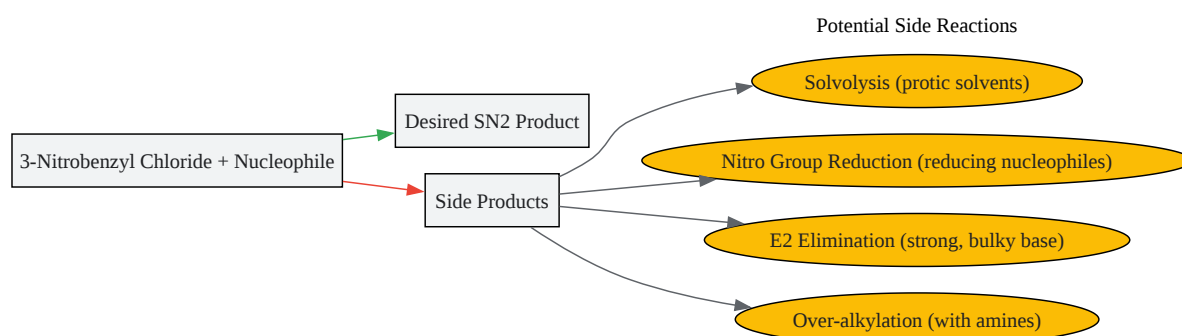 Potential Side Reactions
Solvolysis (protic solvents)
Desired SN2 Product
3-Nitrobenzyl Chloride + Nucleophile
Nitro Group Reduction (reducing nucleophiles)
Side Products
E2 Elimination (strong, bulky base)
Over-alkylation (with amines)